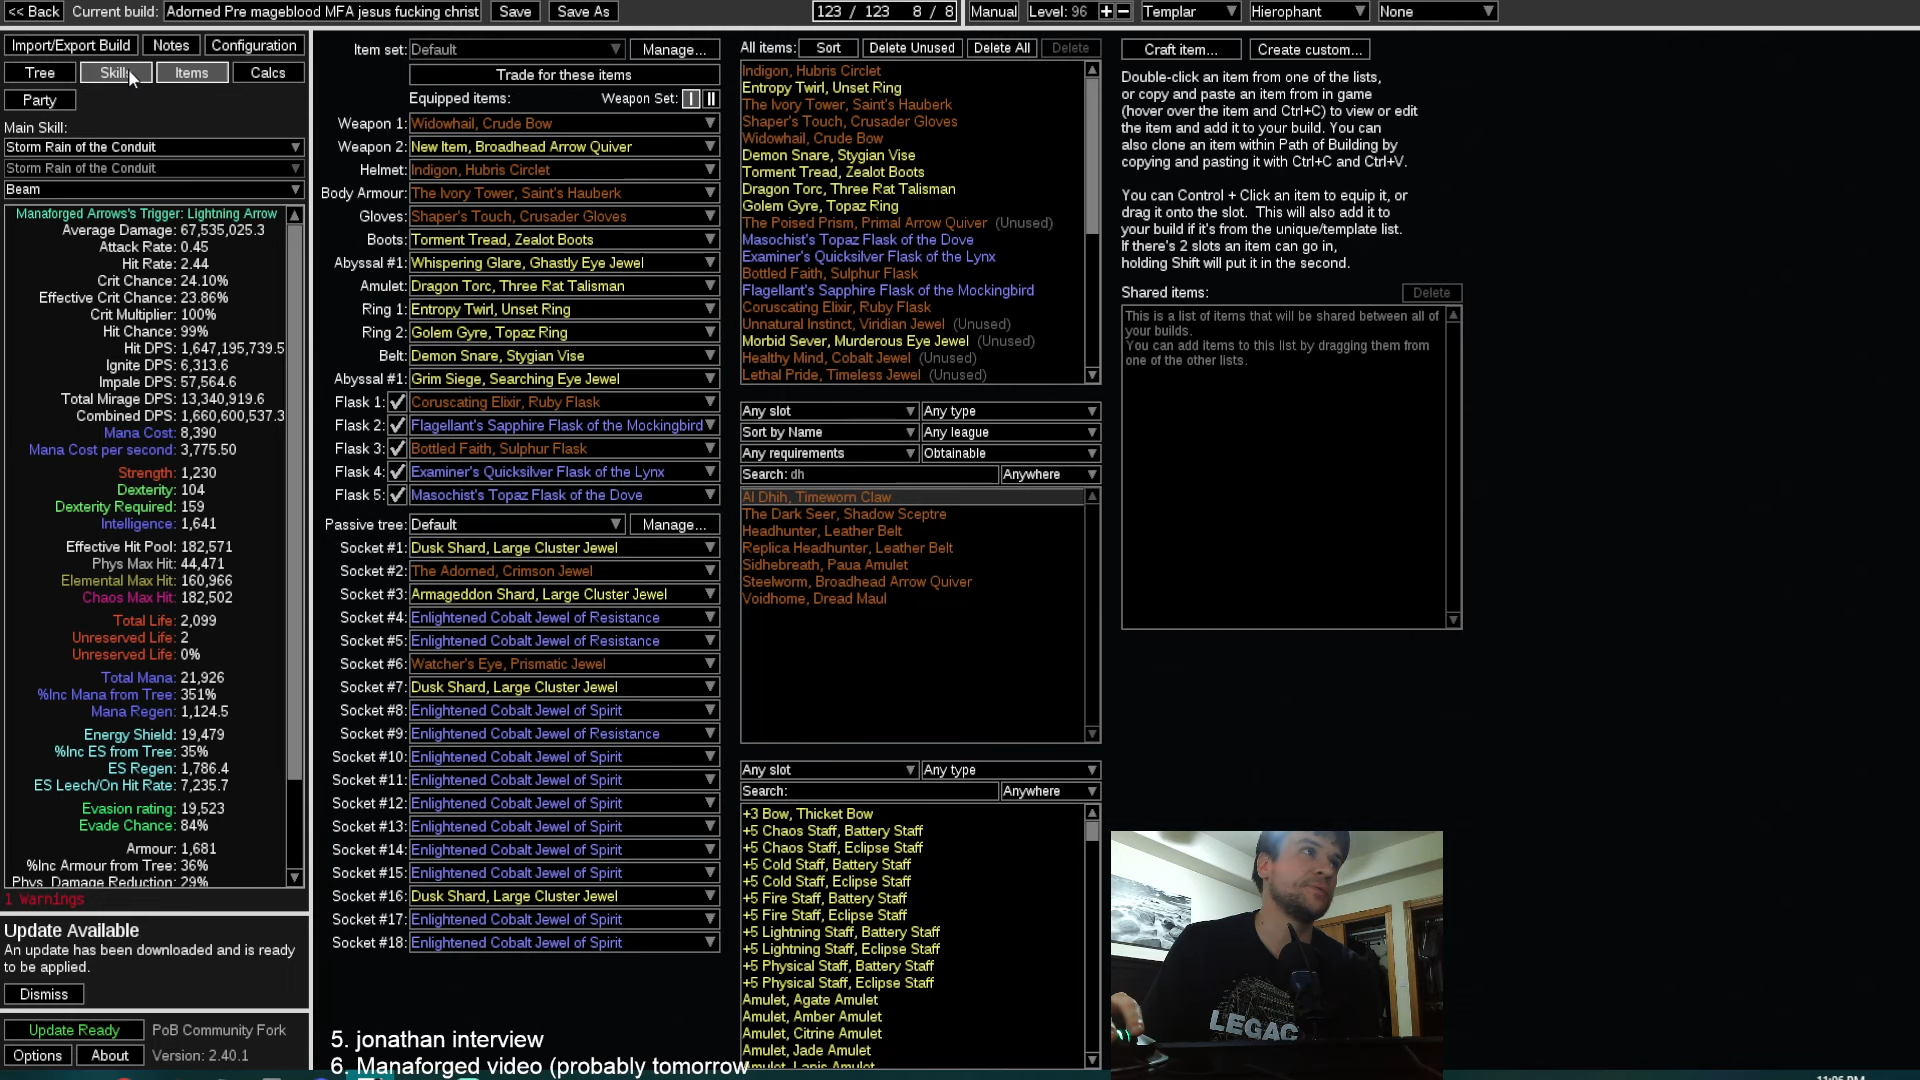 << Back
Current build: Adorned Pre mageblood MFA jesus fucking christ
Save
Save As
123 / 123 8 / 8
Manual
Level: 96
+
−
Templar
Hierophant
None
Import/Export Build
Notes
Configuration
Tree
Skills
Items
Calcs
Party
Main Skill:
Storm Rain of the Conduit
Storm Rain of the Conduit
Beam
Manaforged Arrows's Trigger: Lightning Arrow
Average Damage: 67,535,025.3
Attack Rate: 0.45
Hit Rate: 2.44
Crit Chance: 24.10%
Effective Crit Chance: 23.86%
Crit Multiplier: 100%
Hit Chance: 99%
Hit DPS: 1,647,195,739.5
Ignite DPS: 6,313.6
Impale DPS: 57,564.6
Total Mirage DPS: 13,340,919.6
Combined DPS: 1,660,600,537.3
Mana Cost: 8,390
Mana Cost per second: 3,775.50
Strength: 1,230
Dexterity: 104
Dexterity Required: 159
Intelligence: 1,641
Effective Hit Pool: 182,571
Phys Max Hit: 44,471
Elemental Max Hit: 160,966
Chaos Max Hit: 182,502
Total Life: 2,099
Unreserved Life: 2
Unreserved Life: 0%
Total Mana: 21,926
%Inc Mana from Tree: 351%
Mana Regen: 1,124.5
Energy Shield: 19,479
%Inc ES from Tree: 35%
ES Regen: 1,786.4
ES Leech/On Hit Rate: 7,235.7
Evasion rating: 19,523
Evade Chance: 84%
Armour: 1,681
%Inc Armour from Tree: 36%
Phys. Damage Reduction: 29%
1 Warnings
Update Available
An update has been downloaded and is ready
to be applied.
Dismiss
Update Ready
PoB Community Fork
Options
About
Version: 2.40.1
Item set: Default
Manage...
Trade for these items
Equipped items:
Weapon Set: I II
Weapon 1: Widowhail, Crude Bow
Weapon 2: New Item, Broadhead Arrow Quiver
Helmet: Indigon, Hubris Circlet
Body Armour: The Ivory Tower, Saint's Hauberk
Gloves: Shaper's Touch, Crusader Gloves
Boots: Torment Tread, Zealot Boots
Abyssal #1: Whispering Glare, Ghastly Eye Jewel
Amulet: Dragon Torc, Three Rat Talisman
Ring 1: Entropy Twirl, Unset Ring
Ring 2: Golem Gyre, Topaz Ring
Belt: Demon Snare, Stygian Vise
Abyssal #1: Grim Siege, Searching Eye Jewel
Flask 1: Coruscating Elixir, Ruby Flask
Flask 2: Flagellant's Sapphire Flask of the Mockingbird
Flask 3: Bottled Faith, Sulphur Flask
Flask 4: Examiner's Quicksilver Flask of the Lynx
Flask 5: Masochist's Topaz Flask of the Dove
Passive tree: Default
Manage...
Socket #1: Dusk Shard, Large Cluster Jewel
Socket #2: The Adorned, Crimson Jewel
Socket #3: Armageddon Shard, Large Cluster Jewel
Socket #4: Enlightened Cobalt Jewel of Resistance
Socket #5: Enlightened Cobalt Jewel of Resistance
Socket #6: Watcher's Eye, Prismatic Jewel
Socket #7: Dusk Shard, Large Cluster Jewel
Socket #8: Enlightened Cobalt Jewel of Spirit
Socket #9: Enlightened Cobalt Jewel of Resistance
Socket #10: Enlightened Cobalt Jewel of Spirit
Socket #11: Enlightened Cobalt Jewel of Spirit
Socket #12: Enlightened Cobalt Jewel of Spirit
Socket #13: Enlightened Cobalt Jewel of Spirit
Socket #14: Enlightened Cobalt Jewel of Spirit
Socket #15: Enlightened Cobalt Jewel of Spirit
Socket #16: Dusk Shard, Large Cluster Jewel
Socket #17: Enlightened Cobalt Jewel of Spirit
Socket #18: Enlightened Cobalt Jewel of Spirit
5. jonathan interview
6. Manaforged video (probably tomorrow
All items:
Sort
Delete Unused
Delete All
Delete
Indigon, Hubris Circlet
Entropy Twirl, Unset Ring
The Ivory Tower, Saint's Hauberk
Shaper's Touch, Crusader Gloves
Widowhail, Crude Bow
Demon Snare, Stygian Vise
Torment Tread, Zealot Boots
Dragon Torc, Three Rat Talisman
Golem Gyre, Topaz Ring
The Poised Prism, Primal Arrow Quiver (Unused)
Masochist's Topaz Flask of the Dove
Examiner's Quicksilver Flask of the Lynx
Bottled Faith, Sulphur Flask
Flagellant's Sapphire Flask of the Mockingbird
Coruscating Elixir, Ruby Flask
Unnatural Instinct, Viridian Jewel (Unused)
Morbid Sever, Murderous Eye Jewel (Unused)
Healthy Mind, Cobalt Jewel (Unused)
Lethal Pride, Timeless Jewel (Unused)
Any slot
Any type
Sort by Name
Any league
Any requirements
Obtainable
Search: dh
Anywhere
Al Dhih, Timeworn Claw
The Dark Seer, Shadow Sceptre
Headhunter, Leather Belt
Replica Headhunter, Leather Belt
Sidhebreath, Paua Amulet
Steelworm, Broadhead Arrow Quiver
Voidhome, Dread Maul
Any slot
Any type
Search:
Anywhere
+3 Bow, Thicket Bow
+5 Chaos Staff, Battery Staff
+5 Chaos Staff, Eclipse Staff
+5 Cold Staff, Battery Staff
+5 Cold Staff, Eclipse Staff
+5 Fire Staff, Battery Staff
+5 Fire Staff, Eclipse Staff
+5 Lightning Staff, Battery Staff
+5 Lightning Staff, Eclipse Staff
+5 Physical Staff, Battery Staff
+5 Physical Staff, Eclipse Staff
Amulet, Agate Amulet
Amulet, Amber Amulet
Amulet, Citrine Amulet
Amulet, Jade Amulet
Amulet, Lapis Amulet
Craft item...
Create custom...
Double-click an item from one of the lists,
or copy and paste an item from in game
(hover over the item and Ctrl+C) to view or edit
the item and add it to your build. You can
also clone an item within Path of Building by
copying and pasting it with Ctrl+C and Ctrl+V.
You can Control + Click an item to equip it, or
drag it onto the slot. This will also add it to
your build if it's from the unique/template list.
If there's 2 slots an item can go in,
holding Shift will put it in the second.
Shared items:
Delete
This is a list of items that will be shared between all of
your builds.
You can add items to this list by dragging them from
one of the other lists.
LEGAC